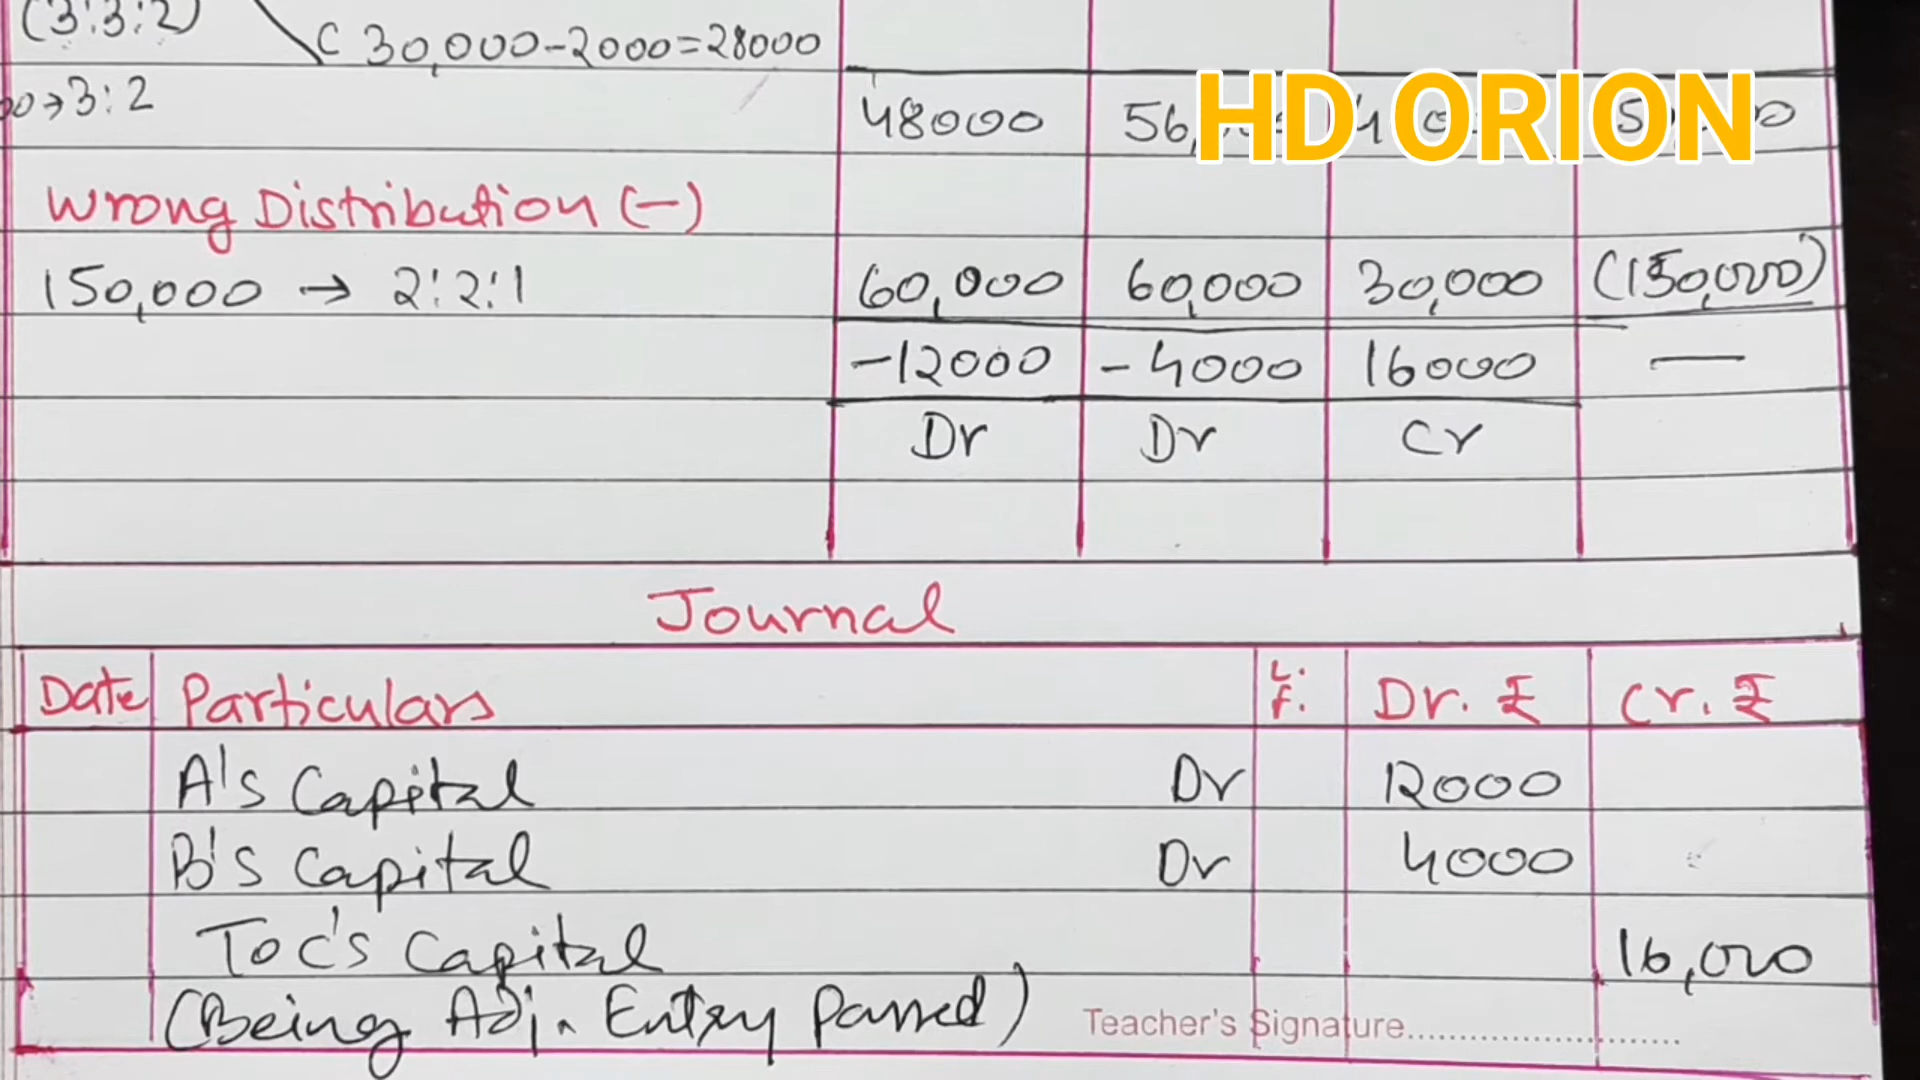 (3:3:2)
C 30,000-2000=28000
00→3:2
48000 56, HD ORION
Wrong Distribution (-)
150,000 → 2:2:1 60,000 60,000 30,000 (150,000)
-12000 -4000 16000 —
Dr Dr Cr
Journal
Date Particulars L.F. Dr. ₹ Cr. ₹
A's Capital Dr 12000
B's Capital Dr 4000
To C's Capital 16,000
(Being Adj. Entry Passed) Teacher's Signature..........................